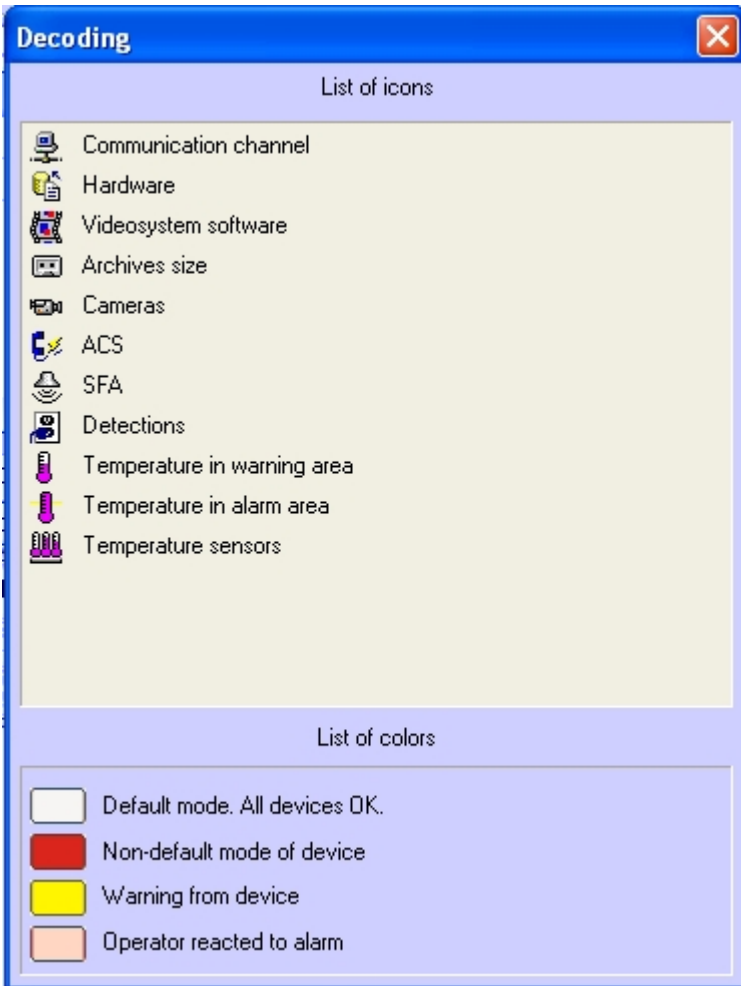 Decoding
List of icons
Communication channel
Hardware
Videosystem software
Archives size
Cameras
ACS
SFA
Detections
Temperature in warning area
Temperature in alarm area
Temperature sensors
List of colors
Default mode. All devices OK.
Non-default mode of device
Warning from device
Operator reacted to alarm